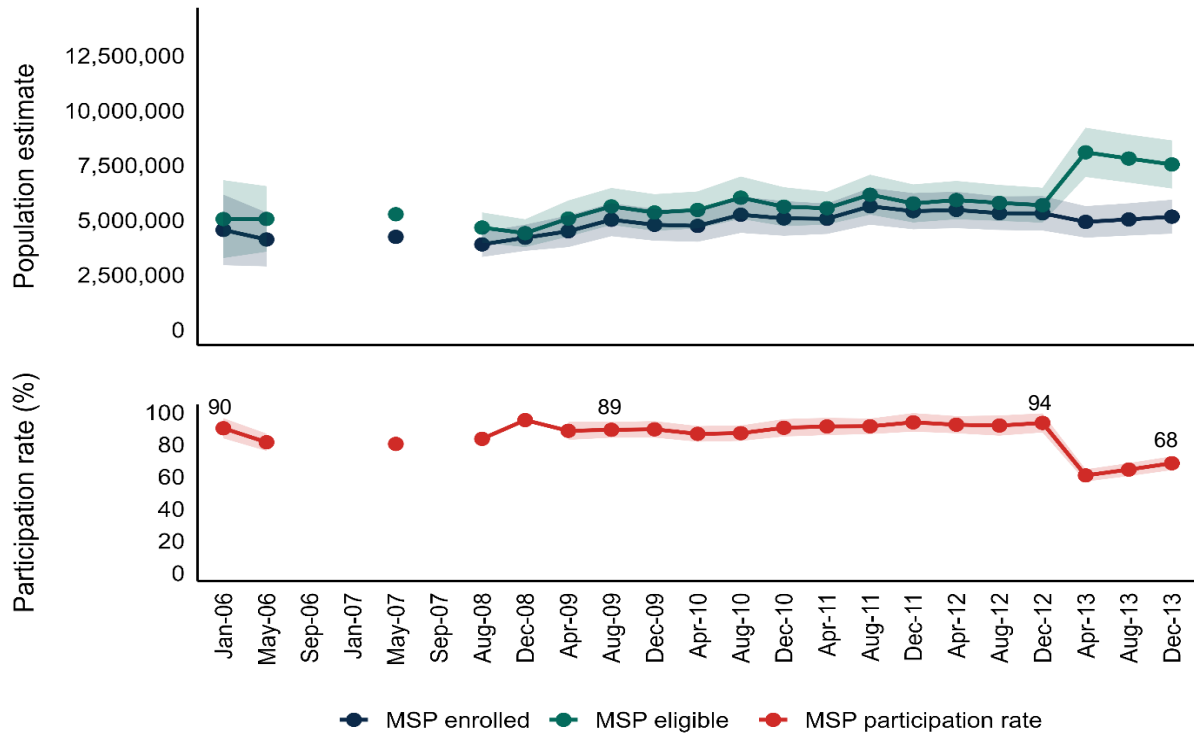 Population estimate
12,500,000
10,000,000
7,500,000
5,000,000
2,500,000
0
Participation rate (%)
100
80
60
40
20
0
90
89
94
68
Jan-06
May-06
Sep-06
Jan-07
May-07
Sep-07
Aug-08
Dec-08
Apr-09
Aug-09
Dec-09
Apr-10
Aug-10
Dec-10
Apr-11
Aug-11
Dec-11
Apr-12
Aug-12
Dec-12
Apr-13
Aug-13
Dec-13
MSP enrolled MSP eligible MSP participation rate